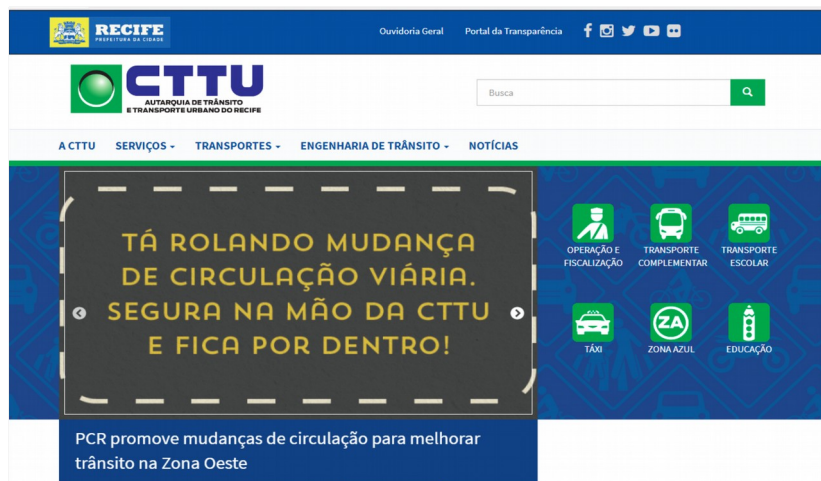 RECIFE
PREFEITURA DA CIDADE
Ouvidoria Geral
Portal da Transparência
CTTU
AUTARQUIA DE TRÂNSITO
E TRANSPORTE URBANO DO RECIFE
Busca
A CTTU
SERVIÇOS
TRANSPORTES
ENGENHARIA DE TRÂNSITO
NOTÍCIAS
TÁ ROLANDO MUDANÇA
DE CIRCULAÇÃO VIÁRIA.
SEGURA NA MÃO DA CTTU
E FICA POR DENTRO!
OPERAÇÃO E
FISCALIZAÇÃO
TRANSPORTE
COMPLEMENTAR
TRANSPORTE
ESCOLAR
TÁXI
ZA
ZONA AZUL
EDUCAÇÃO
PCR promove mudanças de circulação para melhorar
trânsito na Zona Oeste